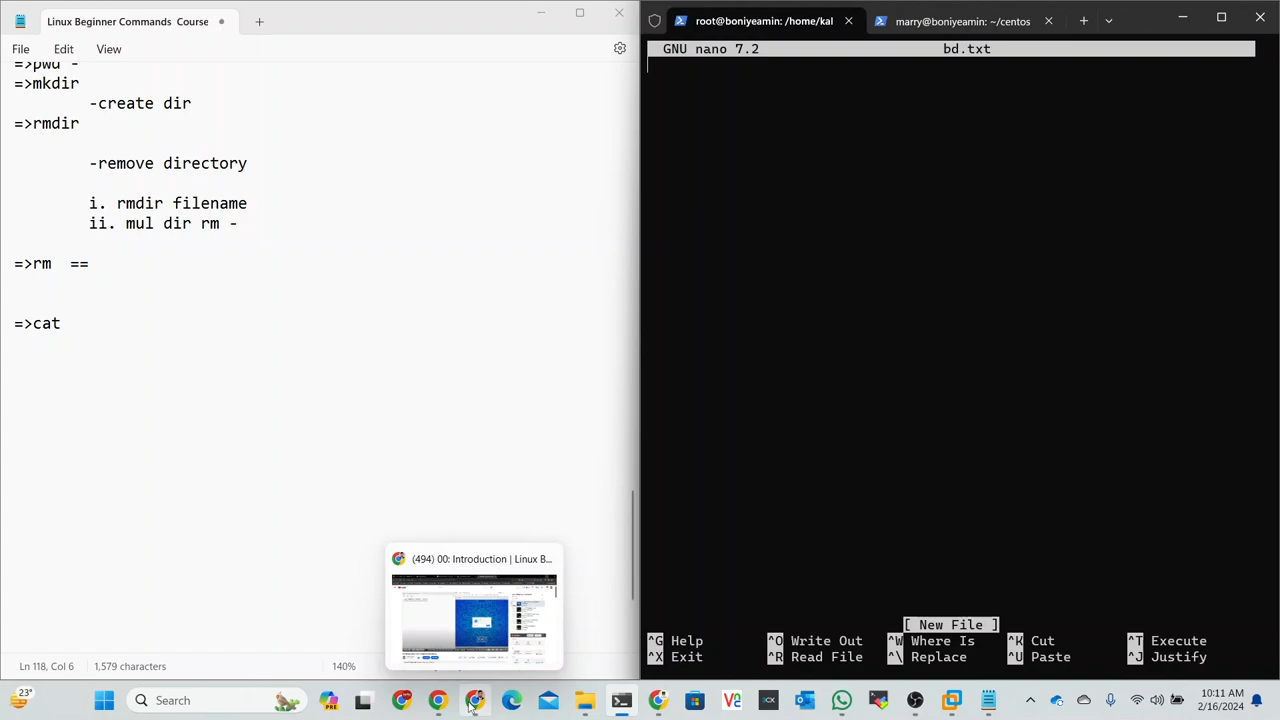 Linux Beginner Commands Course
File Edit View
=>pwd -
=>mkdir
-create dir
=>rmdir
-remove directory
i. rmdir filename
ii. mul dir rm -
=>rm ==
=>cat
Ln 118, Col 6 1,579 characters
(494) 00: Introduction | Linux B...
root@boniyeamin: /home/kal
marry@boniyeamin: ~/centos
GNU nano 7.2 bd.txt
[ New File ]
^G Help ^O Write Out ^W Where Is ^K Cut ^T Execute
^X Exit ^R Read File ^\ Replace ^U Paste ^J Justify
23°
Search
10:11 AM
2/16/2024